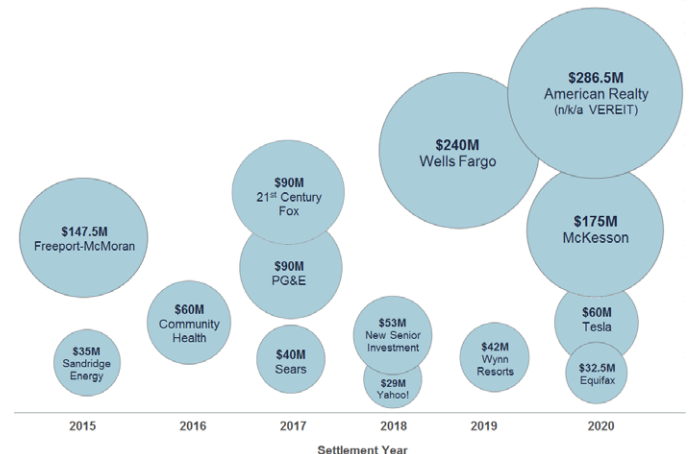 $286.5M
American Realty
(n/k/a VEREIT)
$240M
Wells Fargo
$90M
21st Century
Fox
$147.5M
Freeport-McMoran
$175M
McKesson
$90M
PG&E
$60M
Community
Health
$53M
New Senior
Investment
$60M
Tesla
$35M
Sandridge
Energy
$40M
Sears
$29M
Yahoo!
$42M
Wynn
Resorts
$32.5M
Equifax
2015
2016
2017
2018
2019
2020
Settlement Year